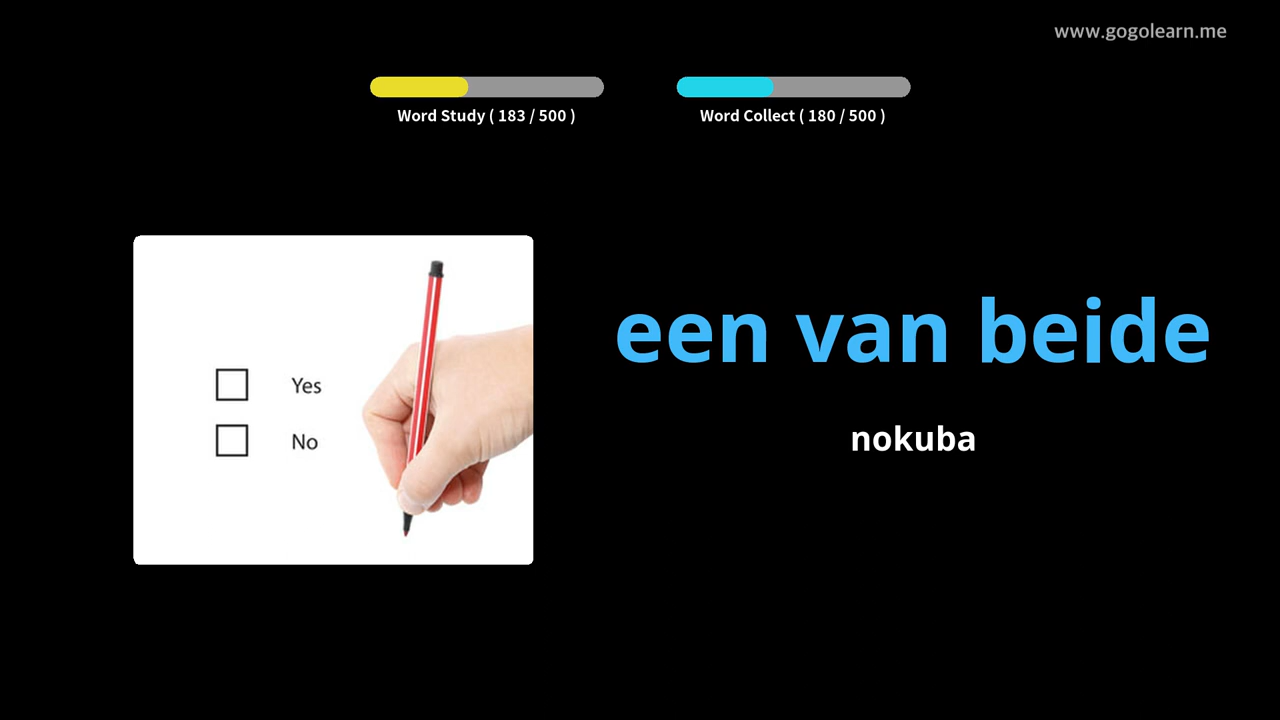 www.gogolearn.me
Word Study ( 183 / 500 )
Word Collect ( 180 / 500 )
Yes
No
een van beide
nokuba